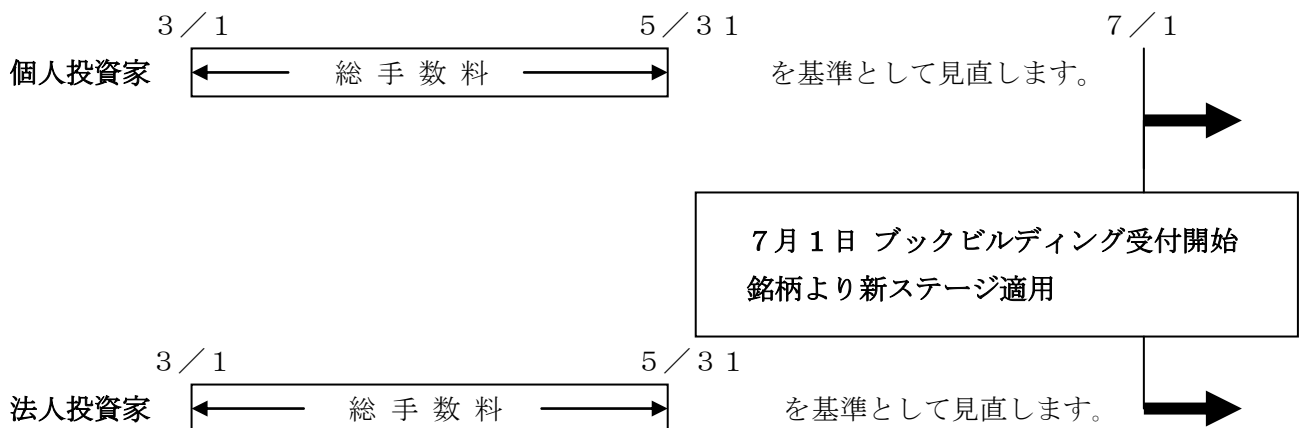 ３／１ ５／３１ ７／１
個人投資家 総 手 数 料 を基準として見直します。
７月１日 ブックビルディング受付開始
銘柄より新ステージ適用
３／１ ５／３１
法人投資家 総 手 数 料 を基準として見直します。